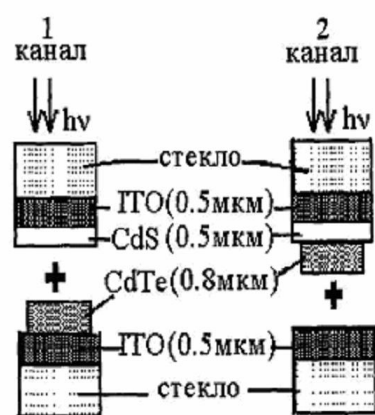 1 канал
2 канал
hν
hν
стекло
ITO(0.5мкм)
CdS (0.5мкм)
+
CdTe(0.8мкм)
+
ITO(0.5мкм)
стекло